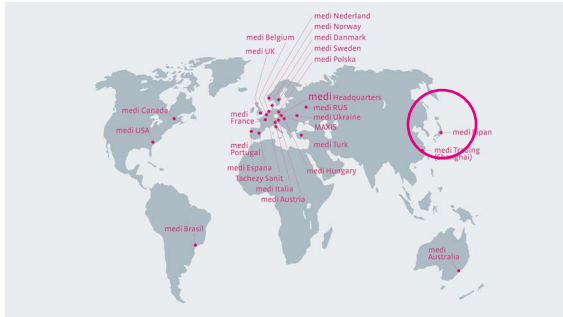 medi Nederland
medi Norway
medi Belgium
medi Danmark
medi UK
medi Sweden
medi Polska
medi Headquarters
medi Canada
medi RUS
medi
France
medi Ukraine
MAXIS
medi USA
medi Japan
medi
Portugal
medi Turk
medi Trading
(Shanghai)
medi Espana
medi Hungary
Tachezy Sanit
medi Italia
medi Austria
medi Brasil
medi
Australia